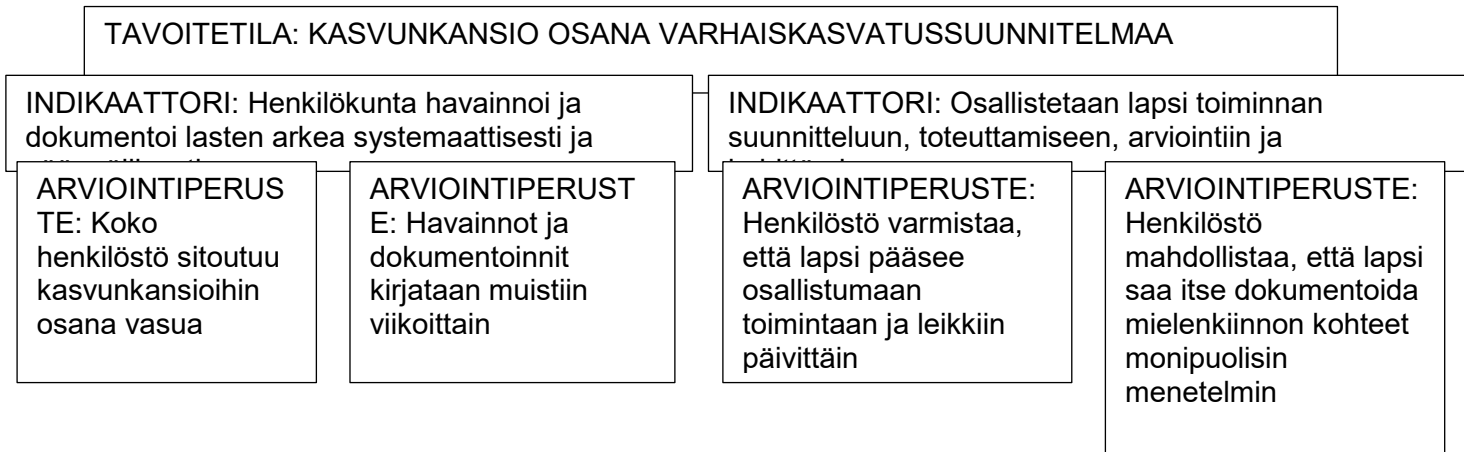 TAVOITETILA: KASVUNKANSIO OSANA VARHAISKASVATUSSUUNNITELMAA
INDIKAATTORI: Henkilökunta havainnoi ja
dokumentoi lasten arkea systemaattisesti ja
INDIKAATTORI: Osallistetaan lapsi toiminnan
suunnitteluun, toteuttamiseen, arviointiin ja
ARVIOINTIPERUS
TE: Koko
henkilöstö sitoutuu
kasvunkansioihin
osana vasua
ARVIOINTIPERUST
E: Havainnot ja
dokumentoinnit
kirjataan muistiin
viikoittain
ARVIOINTIPERUSTE:
Henkilöstö varmistaa,
että lapsi pääsee
osallistumaan
toimintaan ja leikkiin
päivittäin
ARVIOINTIPERUSTE:
Henkilöstö
mahdollistaa, että lapsi
saa itse dokumentoida
mielenkiinnon kohteet
monipuolisin
menetelmin